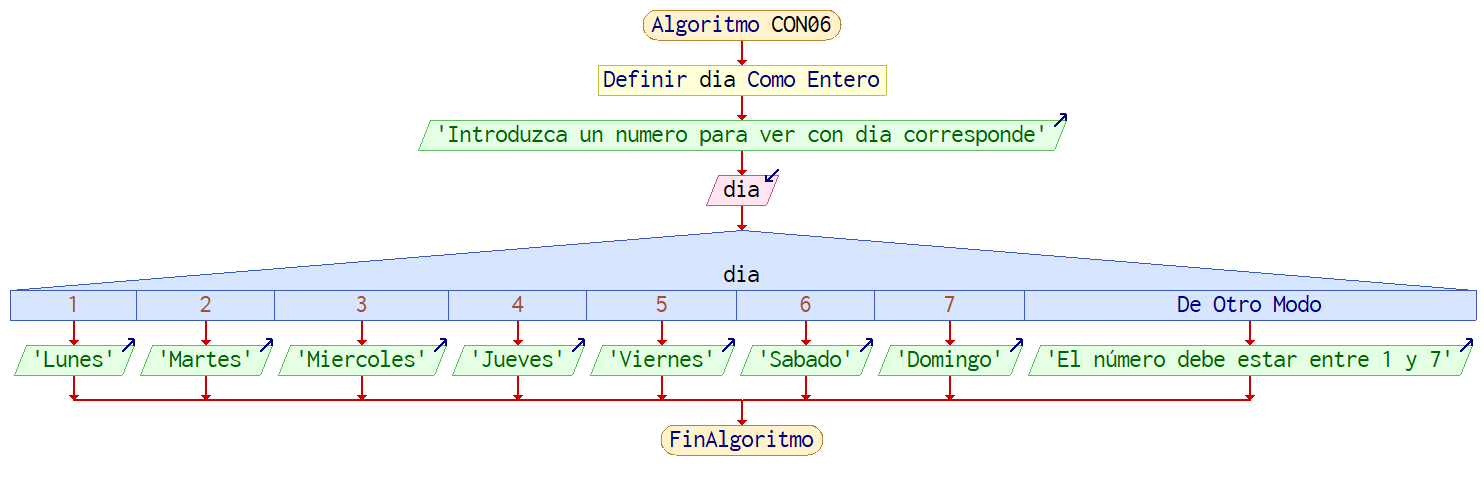 Algoritmo CON06
Definir dia Como Entero
'Introduzca un numero para ver con dia corresponde'
dia
dia
1 2 3 4 5 6 7 De Otro Modo
'Lunes' 'Martes' 'Miercoles' 'Jueves' 'Viernes' 'Sabado' 'Domingo' 'El número debe estar entre 1 y 7'
FinAlgoritmo